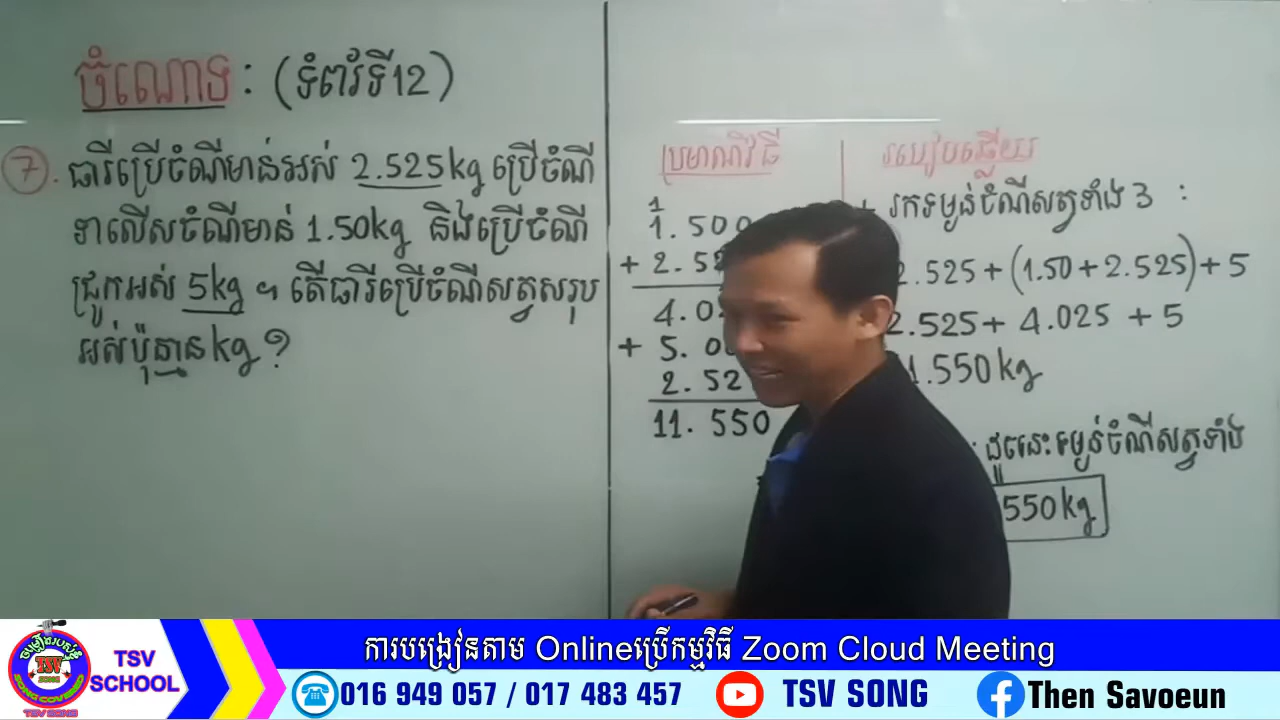 ចំណោទ : (ទំព័រទី12)
7. ធារីប្រើចំណីមាន់អស់ 2.525kg ប្រើចំណី
ទាលើសចំណីមាន់ 1.50kg និងប្រើចំណី
ជ្រូកអស់ 5kg ។ តើធារីប្រើចំណីសត្វសរុប
អស់ប៉ុន្មានkg ?
ប្រមាណវិធី
1
1.500
+ 2.52
4.0
+ 5.0
2.52
11.550
របៀបឆ្លើយ
រកទម្ងន់ចំណីសត្វទាំង 3 :
2.525 + (1.50 + 2.525) + 5
2.525 + 4.025 + 5
1.550kg
ដូចនេះ ទម្ងន់ចំណីសត្វទាំង
550kg
TSV
SONG
TSV SONG
TSV
SCHOOL
ការបង្រៀនតាម Onlineប្រើកម្មវិធី Zoom Cloud Meeting
016 949 057 / 017 483 457
TSV SONG
Then Savoeun